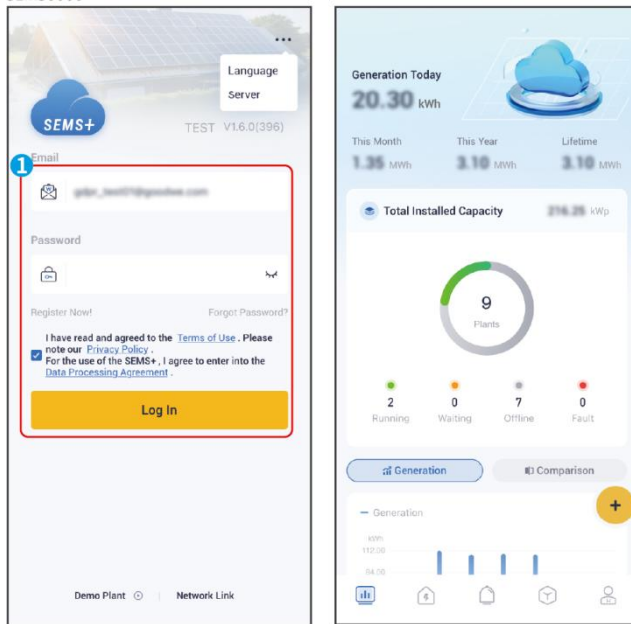 Language
Server
SEMS+
TEST V1.6.0(396)
1
Email
Password
Register Now!
Forgot Password?
I have read and agreed to the Terms of Use . Please
note our Privacy Policy .
For the use of the SEMS+ , I agree to enter into the
Data Processing Agreement .
Log In
Demo Plant
Network Link
Generation Today
20.30 kWh
This Month
This Year
Lifetime
1.35 MWh
3.10 MWh
3.10 MWh
Total Installed Capacity
216.25 kWp
9
Plants
2
0
7
0
Running
Waiting
Offline
Fault
Generation
Comparison
Generation
kWh
112.00
84.00
+